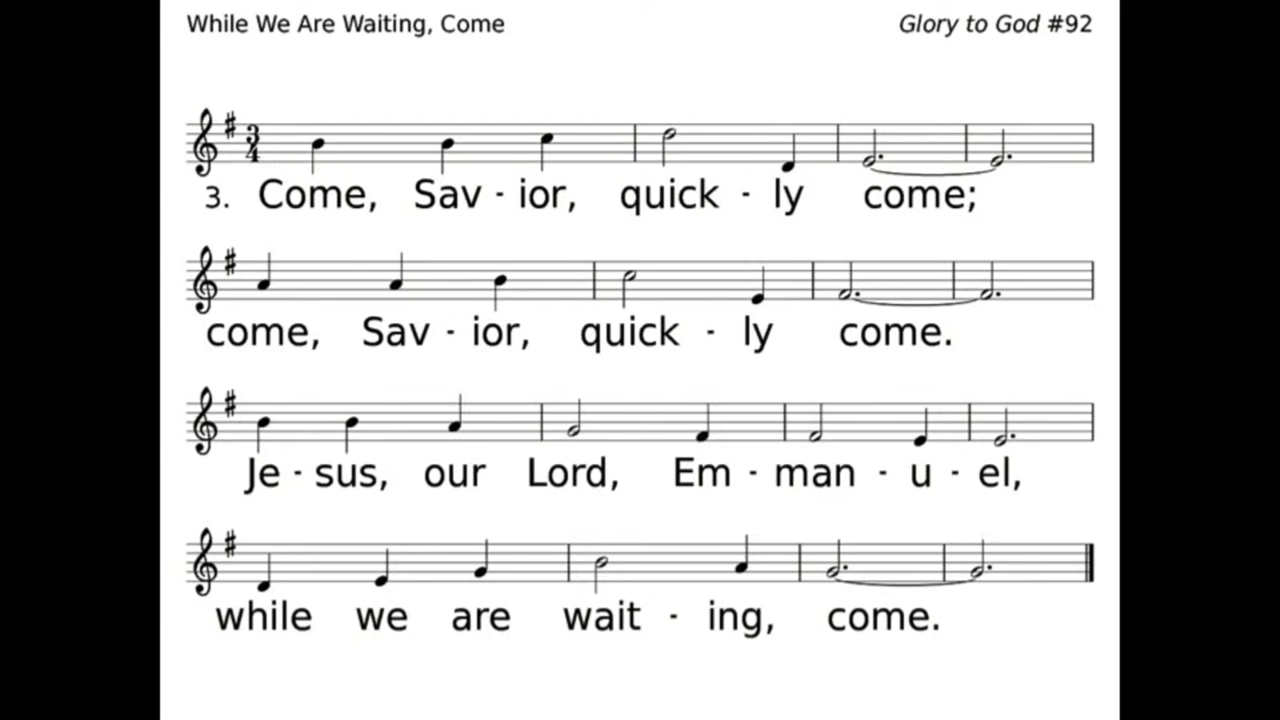 While We Are Waiting, Come
Glory to God #92
3. Come, Sav - ior, quick - ly come;
come, Sav - ior, quick - ly come.
Je - sus, our Lord, Em - man - u - el,
while we are wait - ing, come.